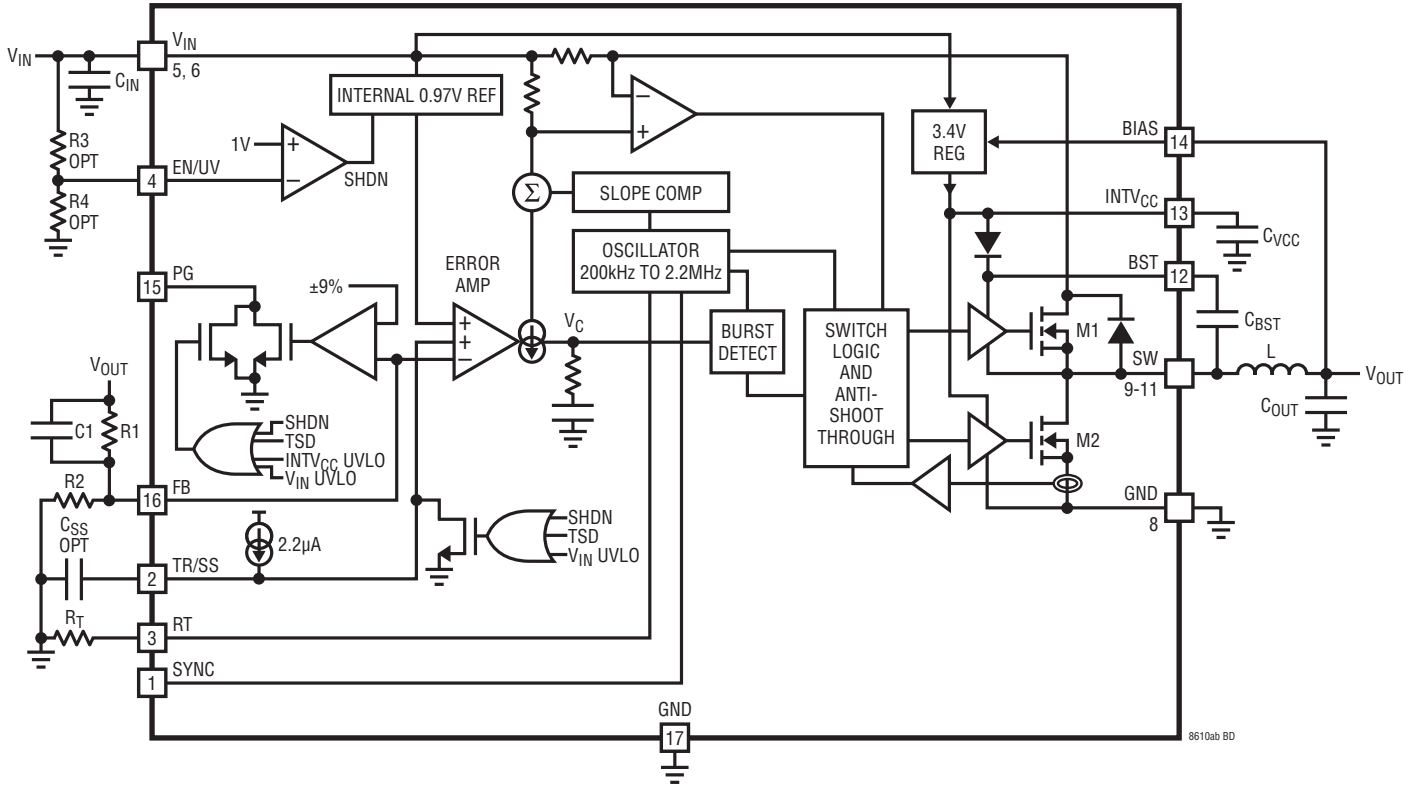 VIN
VIN
5, 6
CIN
INTERNAL 0.97V REF
–
+
3.4V
REG
BIAS
14
R3
OPT
1V
+
–
SHDN
EN/UV
4
R4
OPT
Σ
SLOPE COMP
INTVCC
13
CVCC
OSCILLATOR
200kHz TO 2.2MHz
BST
12
CBST
PG
15
±9%
ERROR
AMP
+
+
–
VC
BURST
DETECT
SWITCH
LOGIC
AND
ANTI-
SHOOT
THROUGH
M1
SW
9-11
L
VOUT
COUT
VOUT
C1
R1
SHDN
TSD
INTVCC UVLO
VIN UVLO
M2
R2
FB
16
GND
8
CSS
OPT
2.2µA
SHDN
TSD
VIN UVLO
TR/SS
2
RT
RT
3
SYNC
1
GND
17
8610ab BD